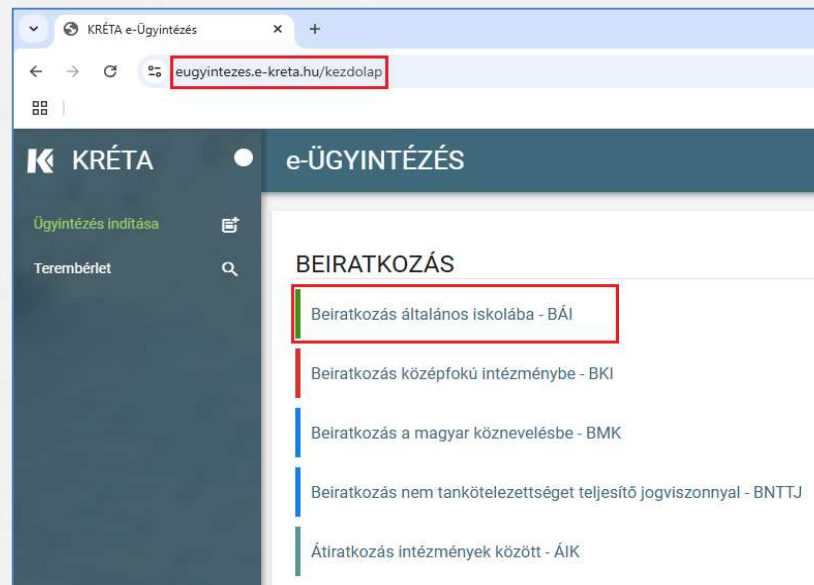 KRÉTA e-Ügyintézés
eugyintezes.e-kreta.hu/kezdolap
KRÉTA
e-ÜGYINTÉZÉS
Ügyintézés indítása
Terembérlet
BEIRATKOZÁS
Beiratkozás általános iskolába - BÁI
Beiratkozás középfokú intézménybe - BKI
Beiratkozás a magyar köznevelésbe - BMK
Beiratkozás nem tankötelezettséget teljesítő jogviszonnyal - BNTTJ
Átiratkozás intézmények között - ÁIK